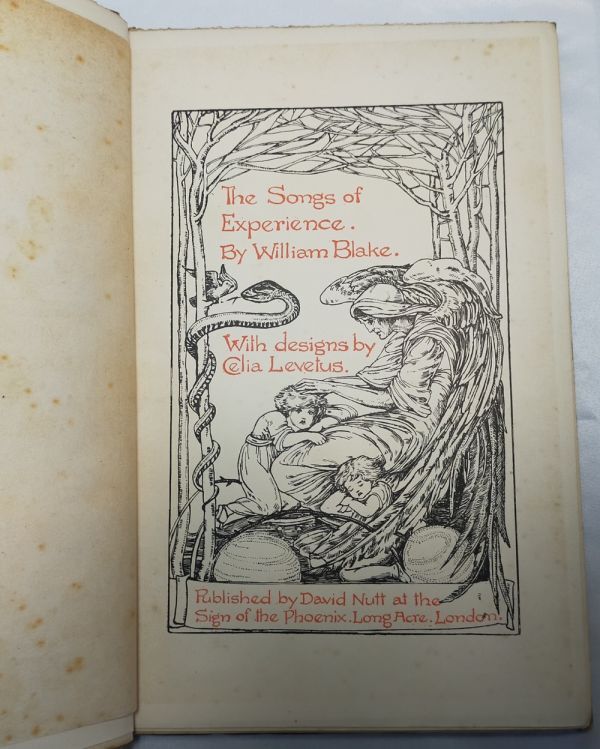 The Songs of
Experience.
By William Blake.
With designs by
Celia Levetus.
Published by David Nutt at the
Sign of the Phoenix. Long Acre. London.